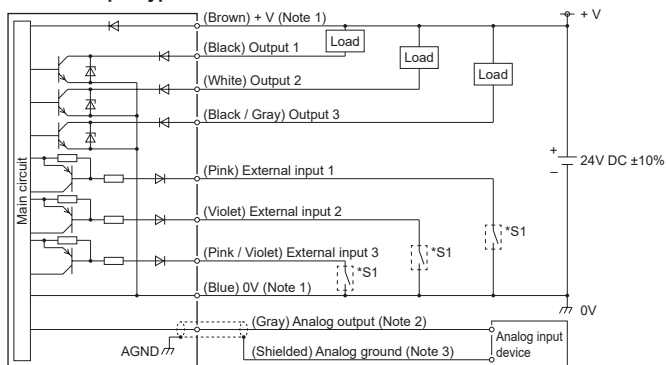 (Brown) + V (Note 1)
+ V
(Black) Output 1
Load
(White) Output 2
Load
Load
(Black / Gray) Output 3
Main circuit
+
24V DC ±10%
–
(Pink) External input 1
(Violet) External input 2
*S1
*S1
(Pink / Violet) External input 3
*S1
(Blue) 0V (Note 1)
0V
(Gray) Analog output (Note 2)
Analog input
device
AGND
(Shielded) Analog ground (Note 3)